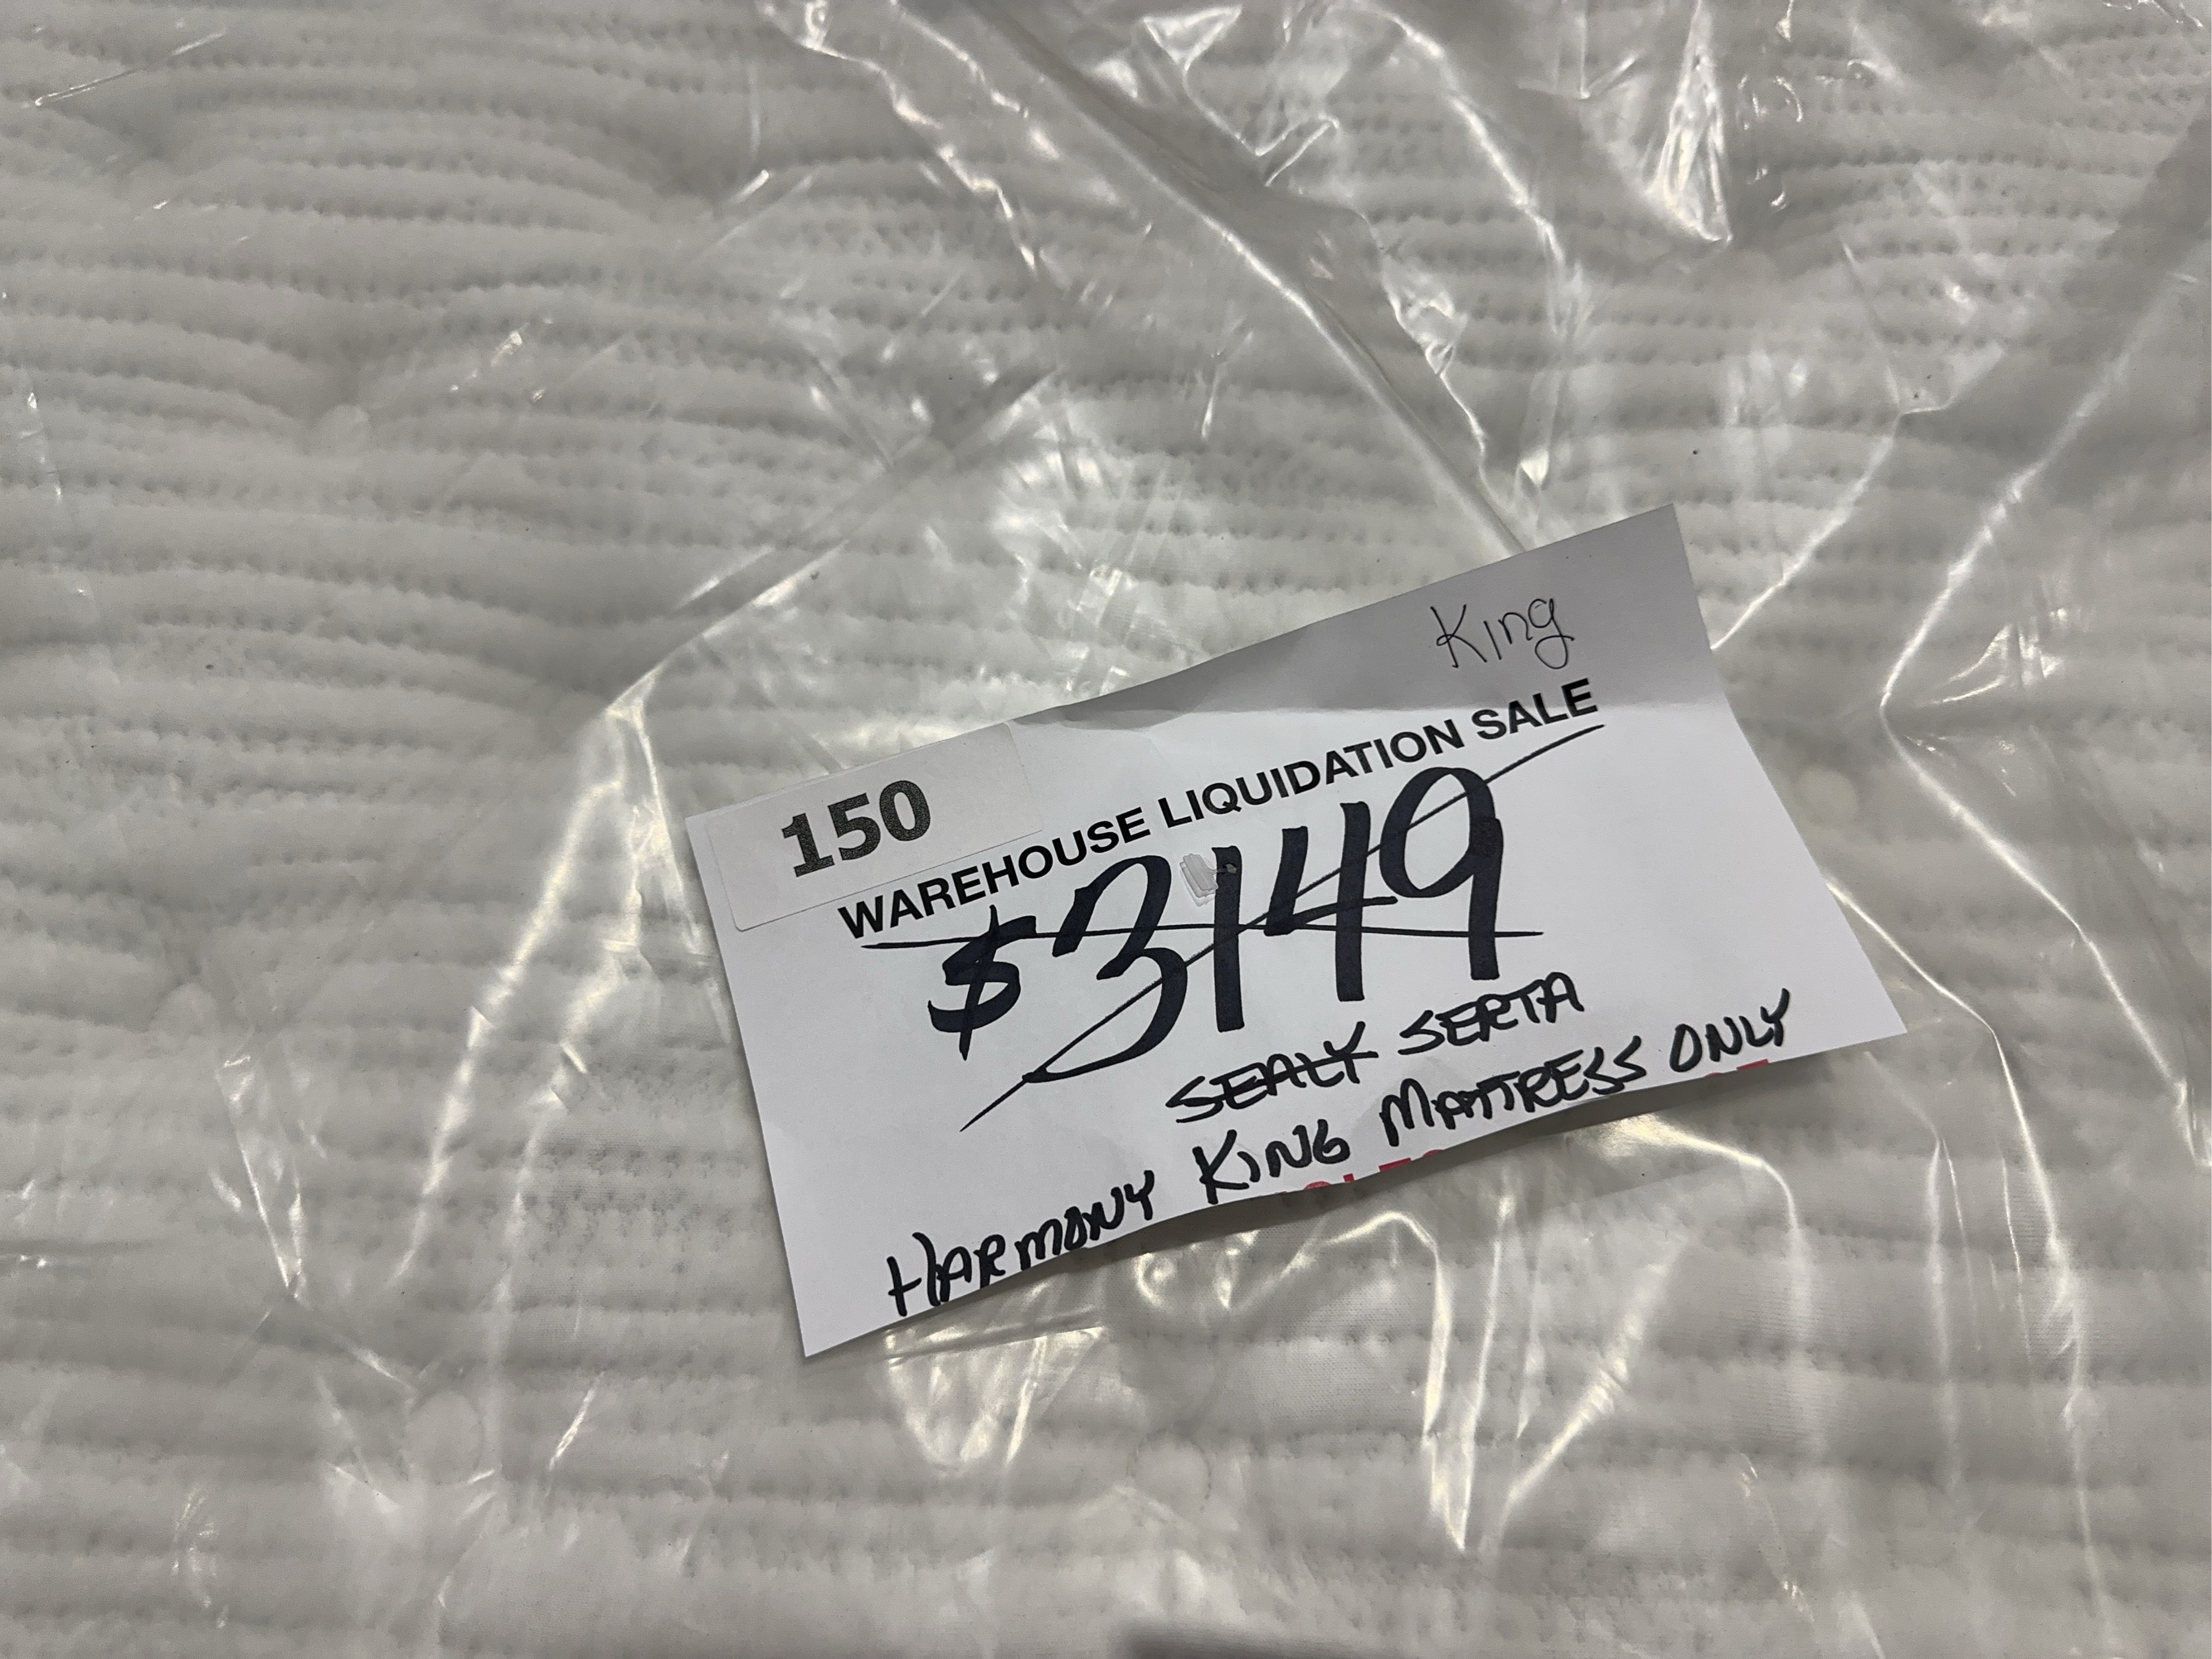 King
150
WAREHOUSE LIQUIDATION SALE
$3149
SEALY SERTA
HARMONY KING MATTRESS ONLY